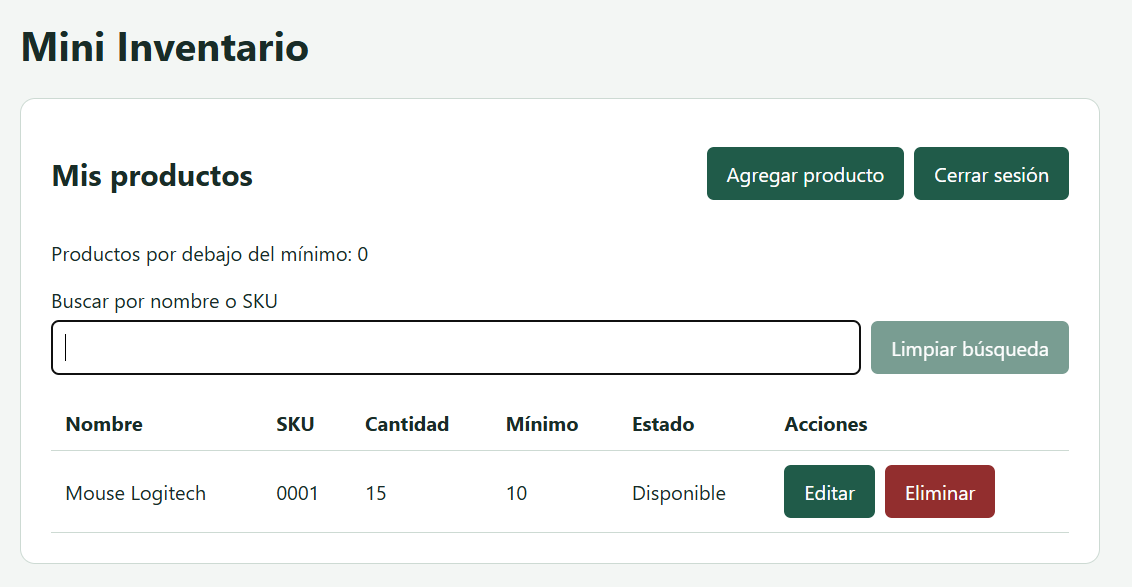 Mini Inventario
Mis productos
Agregar producto
Cerrar sesión
Productos por debajo del mínimo: 0
Buscar por nombre o SKU
Limpiar búsqueda
Nombre SKU Cantidad Mínimo Estado Acciones
Mouse Logitech 0001 15 10 Disponible Editar Eliminar